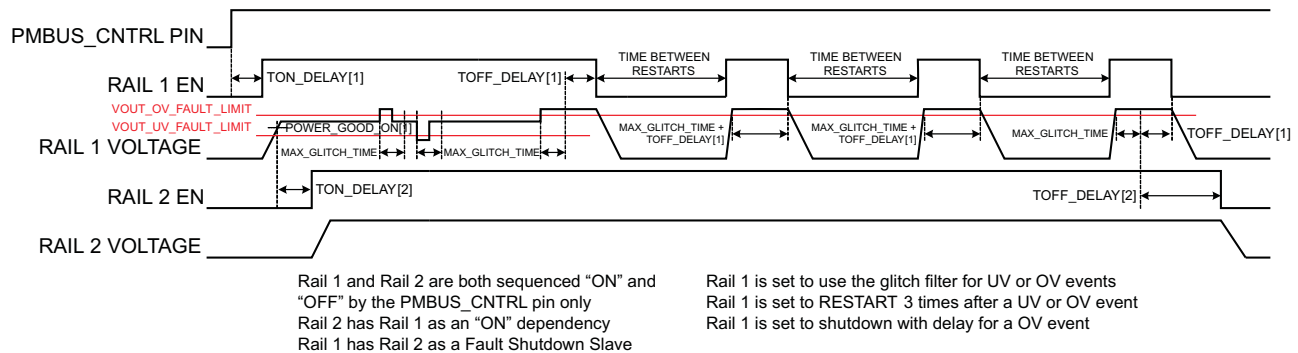 PMBUS_CNTRL PIN
RAIL 1 EN
TON_DELAY[1]
TOFF_DELAY[1]
TIME BETWEEN
RESTARTS
TIME BETWEEN
RESTARTS
TIME BETWEEN
RESTARTS
VOUT_OV_FAULT_LIMIT
VOUT_UV_FAULT_LIMIT
POWER_GOOD_ON[1]
RAIL 1 VOLTAGE
MAX_GLITCH_TIME
MAX_GLITCH_TIME
MAX_GLITCH_TIME +
TOFF_DELAY[1]
MAX_GLITCH_TIME +
TOFF_DELAY[1]
MAX_GLITCH_TIME
TOFF_DELAY[1]
RAIL 2 EN
TON_DELAY[2]
TOFF_DELAY[2]
RAIL 2 VOLTAGE
Rail 1 and Rail 2 are both sequenced “ON” and
“OFF” by the PMBUS_CNTRL pin only
Rail 2 has Rail 1 as an “ON” dependency
Rail 1 has Rail 2 as a Fault Shutdown Slave
Rail 1 is set to use the glitch filter for UV or OV events
Rail 1 is set to RESTART 3 times after a UV or OV event
Rail 1 is set to shutdown with delay for a OV event